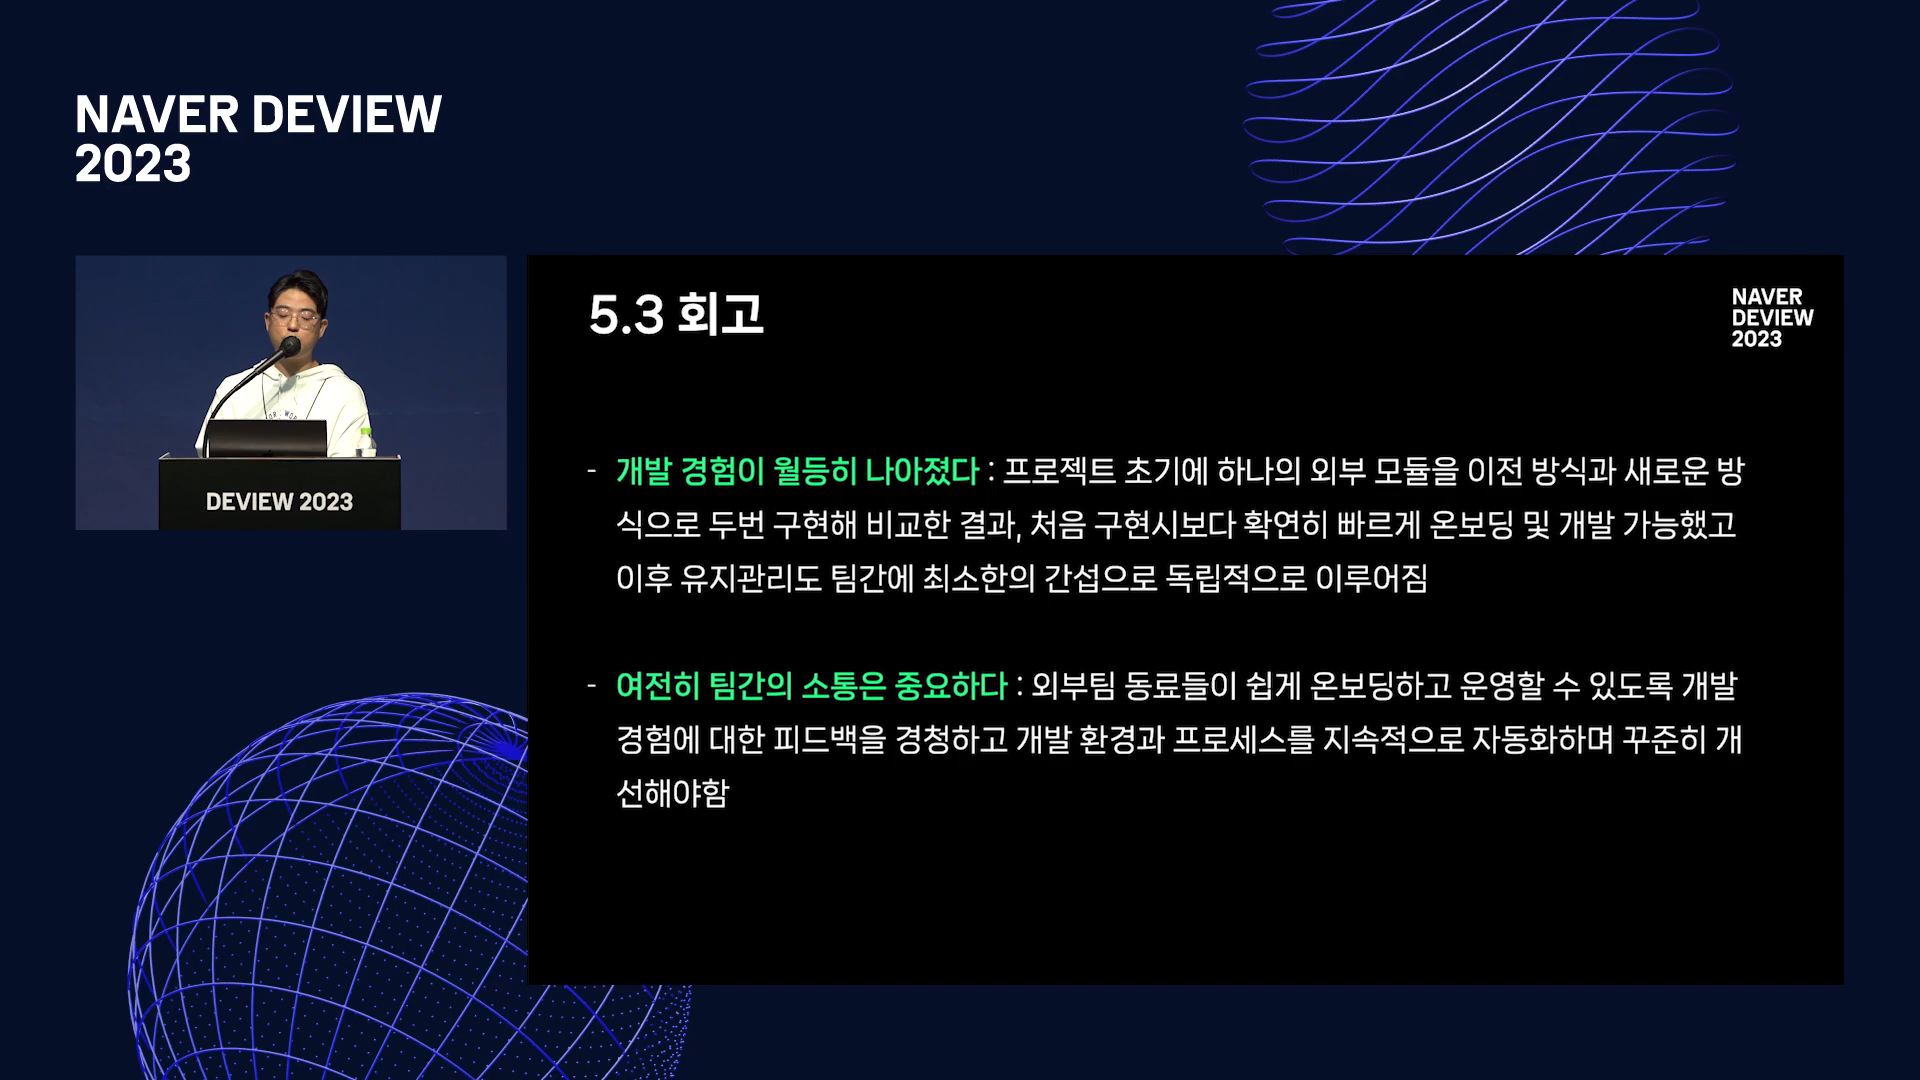 NAVER DEVIEW
2023
DEVIEW 2023
5.3 회고
NAVER
DEVIEW
2023
- 개발 경험이 월등히 나아졌다 : 프로젝트 초기에 하나의 외부 모듈을 이전 방식과 새로운 방
식으로 두번 구현해 비교한 결과, 처음 구현시보다 확연히 빠르게 온보딩 및 개발 가능했고
이후 유지관리도 팀간에 최소한의 간섭으로 독립적으로 이루어짐
- 여전히 팀간의 소통은 중요하다 : 외부팀 동료들이 쉽게 온보딩하고 운영할 수 있도록 개발
경험에 대한 피드백을 경청하고 개발 환경과 프로세스를 지속적으로 자동화하며 꾸준히 개
선해야함